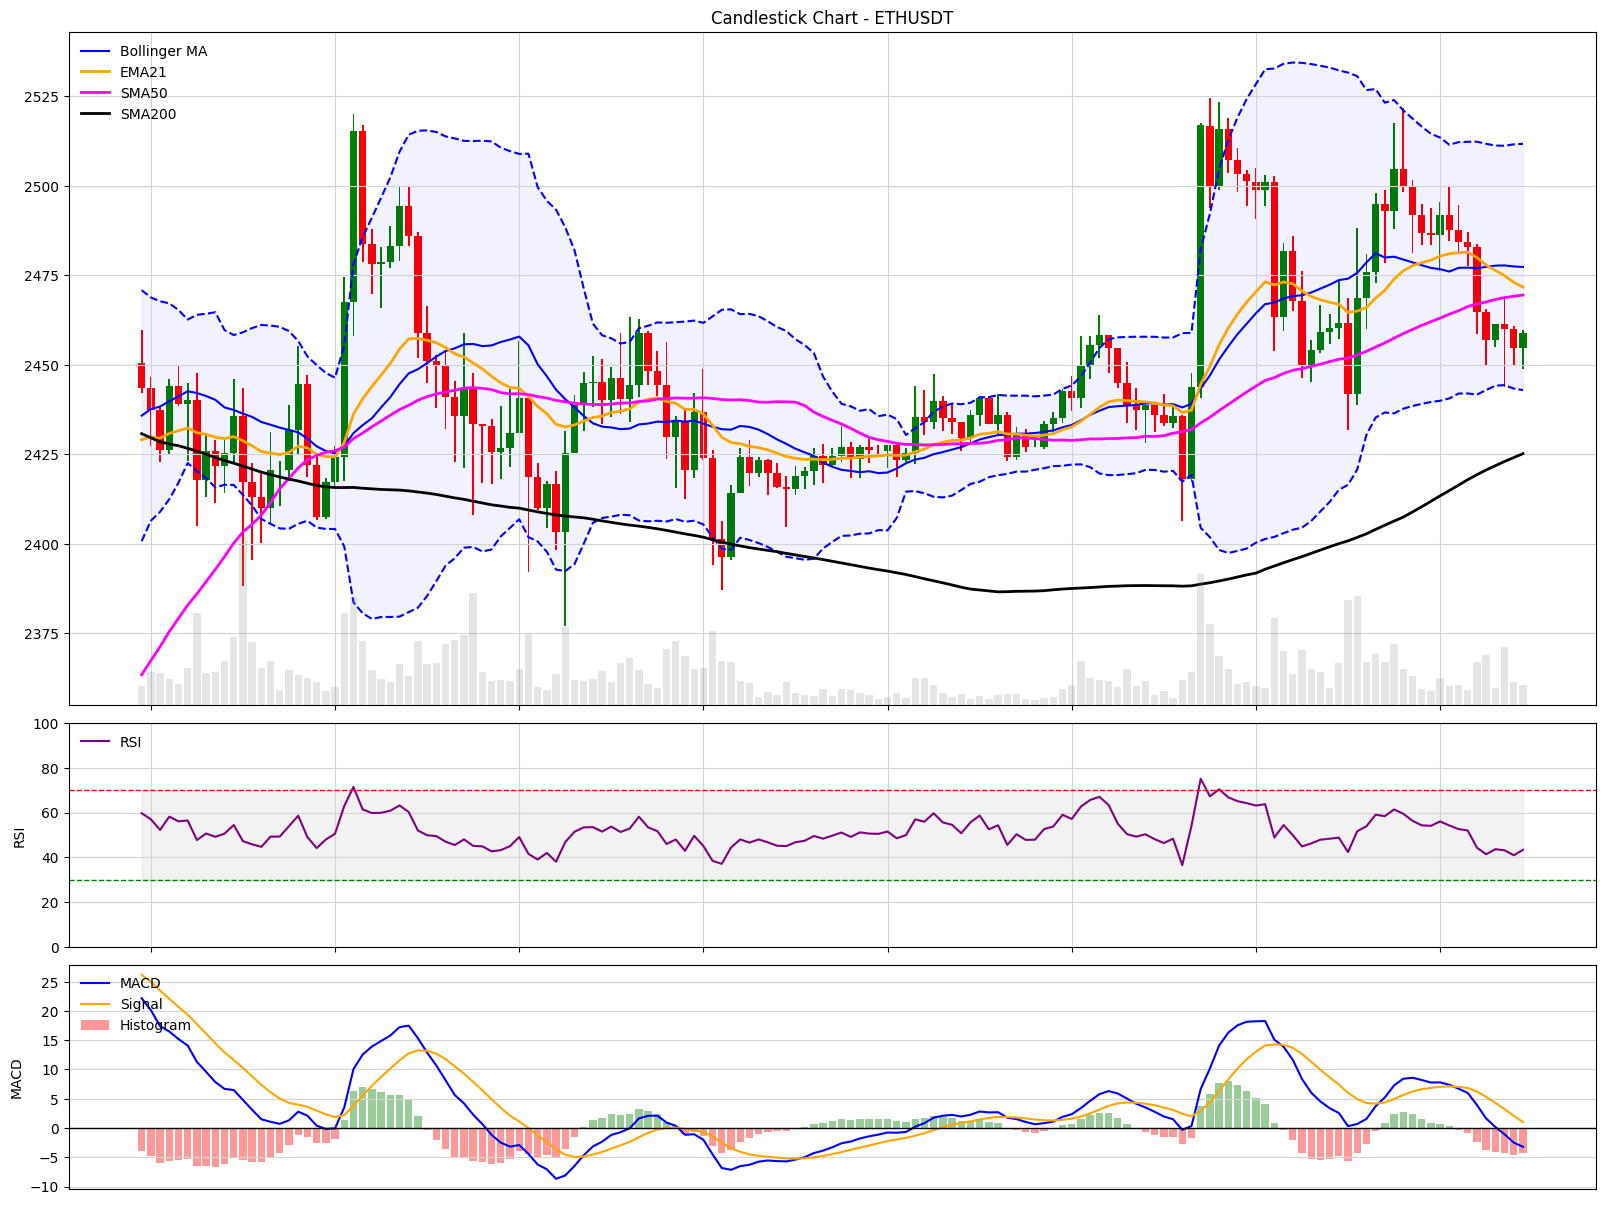 Candlestick Chart - ETHUSDT
Bollinger MA
EMA21
SMA50
SMA200
2525
2500
2475
2450
2425
2400
2375
RSI
RSI
100
80
60
40
20
0
MACD
Signal
Histogram
MACD
25
20
15
10
5
0
−5
−10